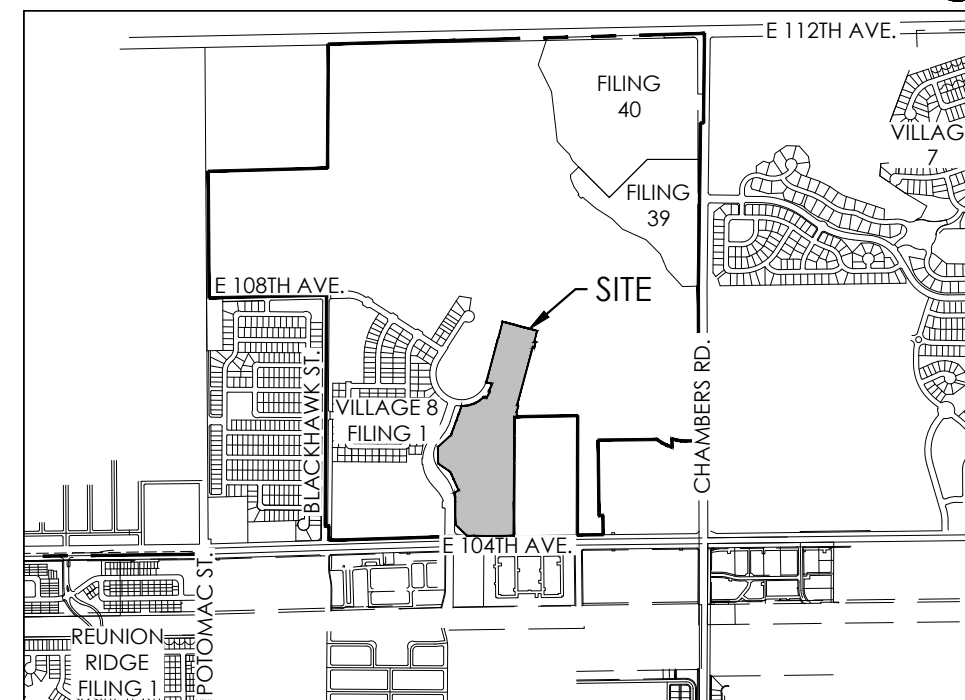 E 112TH AVE.
FILING
40
VILLAG
7
FILING
39
E 108TH AVE.
SITE
BLACKHAWK ST.
VILLAGE 8
FILING 1
CHAMBERS RD.
E 104TH AVE.
POTOMAC ST.
REUNION
RIDGE
FILING 1